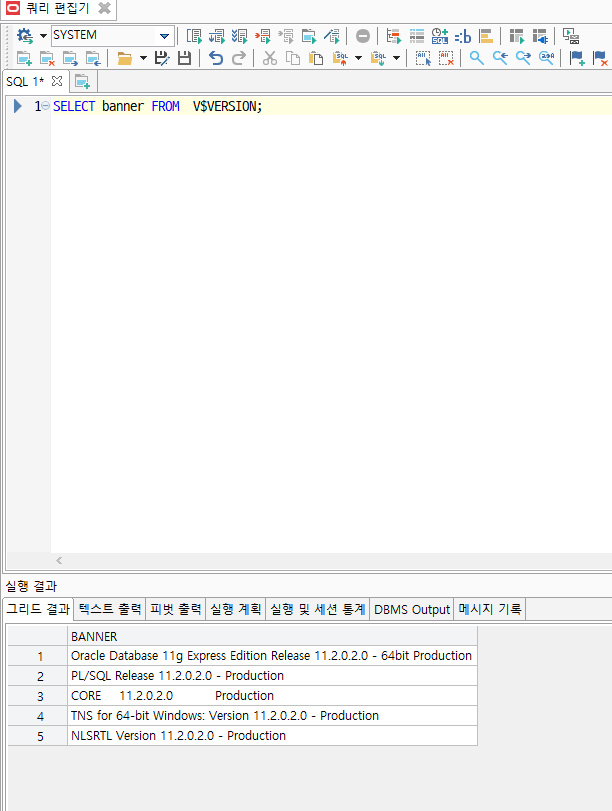 쿼리 편집기
SYSTEM
SQL 1*
1 SELECT banner FROM  V$VERSION;
실행 결과
그리드 결과 텍스트 출력 피벗 출력 실행 계획 실행 및 세션 통계 DBMS Output 메시지 기록
BANNER
1 Oracle Database 11g Express Edition Release 11.2.0.2.0 - 64bit Production
2 PL/SQL Release 11.2.0.2.0 - Production
3 CORE 11.2.0.2.0 Production
4 TNS for 64-bit Windows: Version 11.2.0.2.0 - Production
5 NLSRTL Version 11.2.0.2.0 - Production